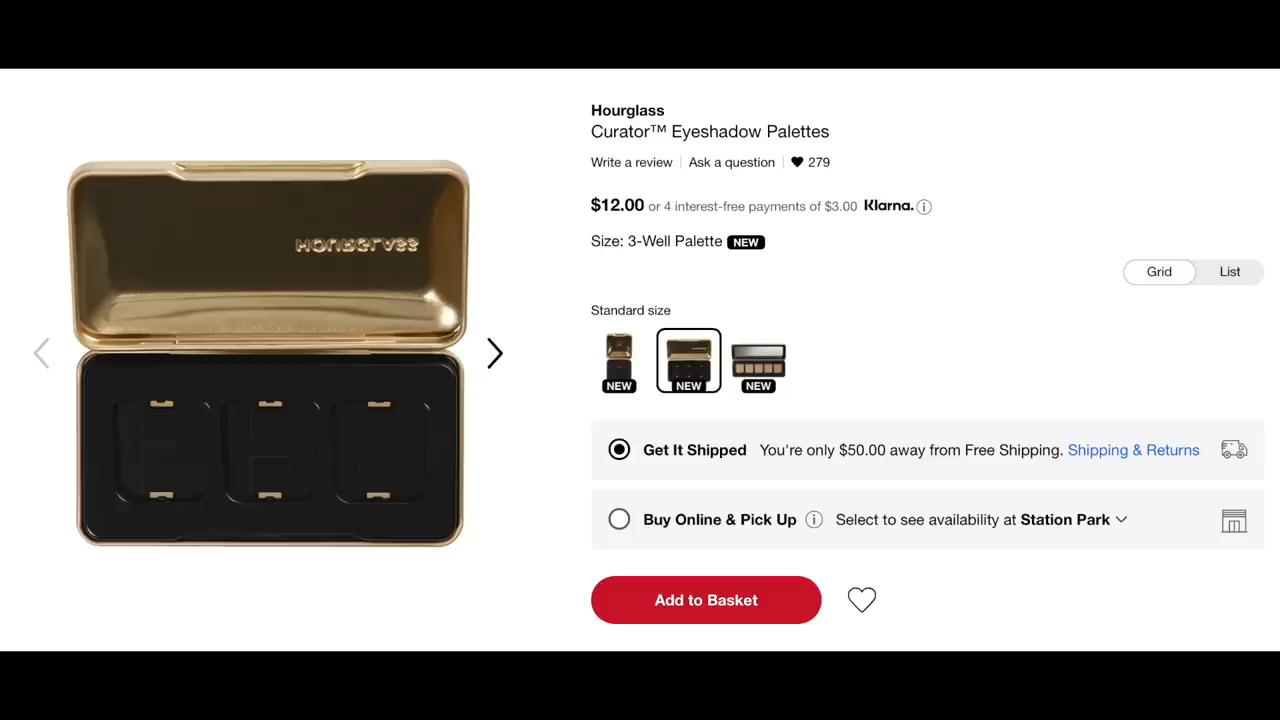 HOURGLASS
Hourglass
Curator™ Eyeshadow Palettes
Write a review Ask a question 279
$12.00 or 4 interest-free payments of $3.00 Klarna.
Size: 3-Well Palette NEW
Grid List
Standard size
NEW NEW NEW
Get It Shipped You're only $50.00 away from Free Shipping. Shipping & Returns
Buy Online & Pick Up Select to see availability at Station Park
Add to Basket